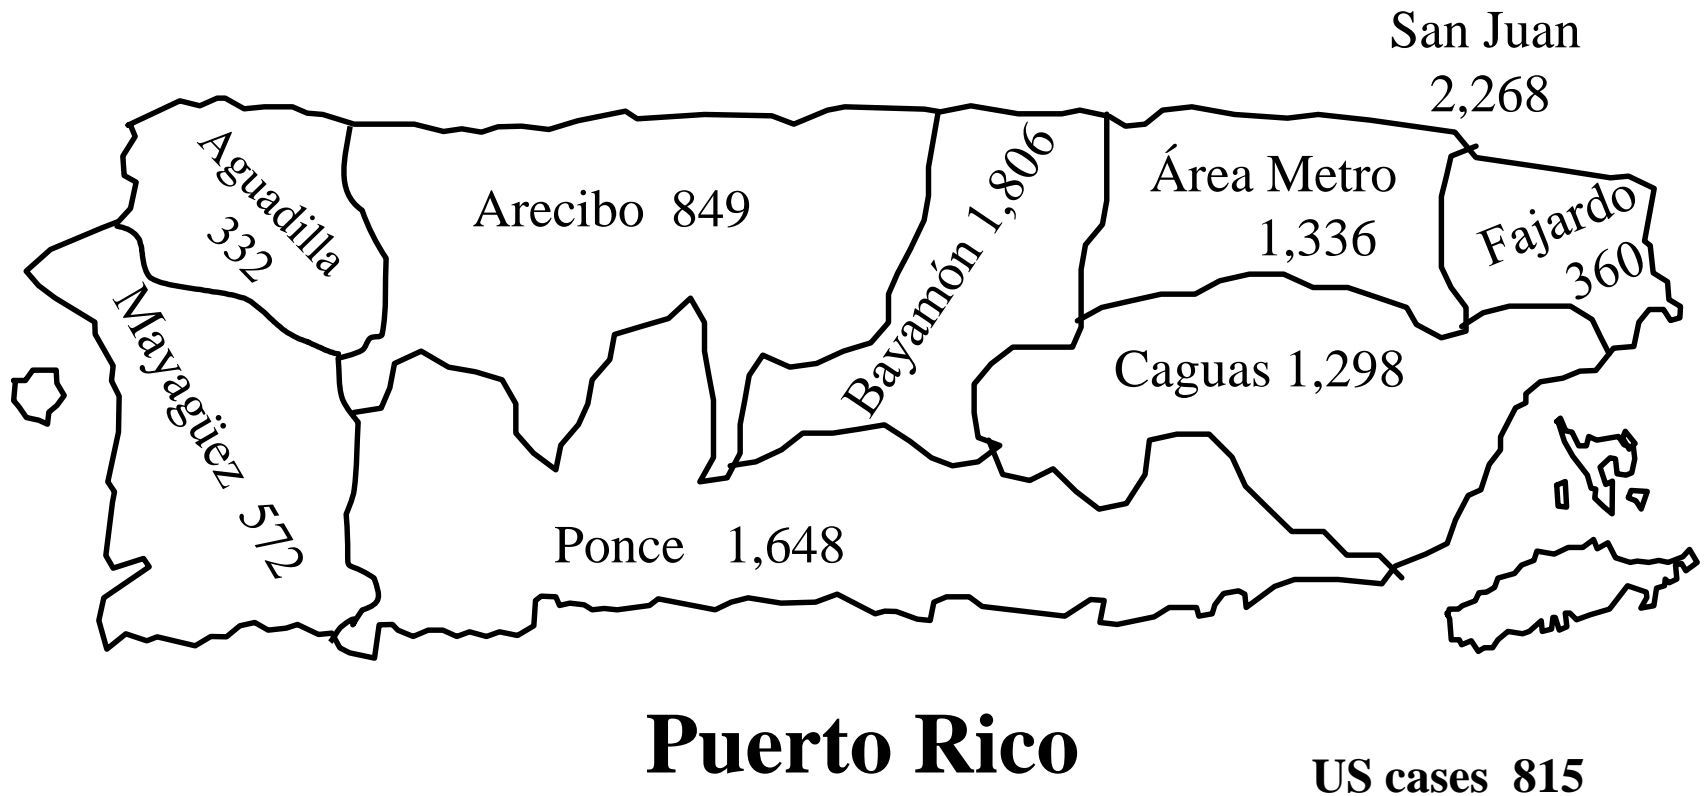 San Juan
2,268
Aguadilla
332
Arecibo 849
Bayamón 1,806
Área Metro
1,336
Fajardo
360
Mayagüez 572
Caguas 1,298
Ponce 1,648
Puerto Rico
US cases 815